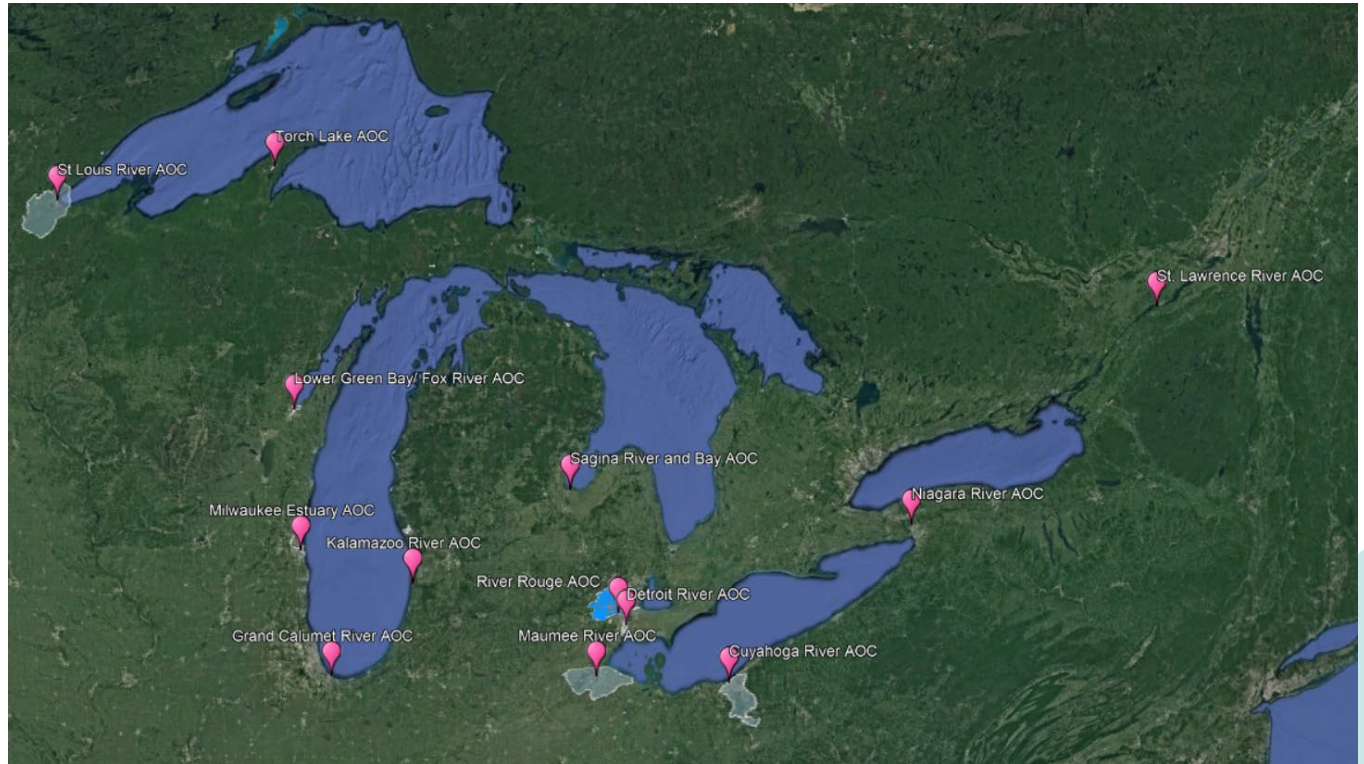 Torch Lake AOC
St Louis River AOC
St. Lawrence River AOC
Lower Green Bay/ Fox River AOC
Sagina River and Bay AOC
Niagara River AOC
Milwaukee Estuary AOC
Kalamazoo River AOC
River Rouge AOC
Detroit River AOC
Grand Calumet River AOC
Maumee River AOC
Cuyahoga River AOC